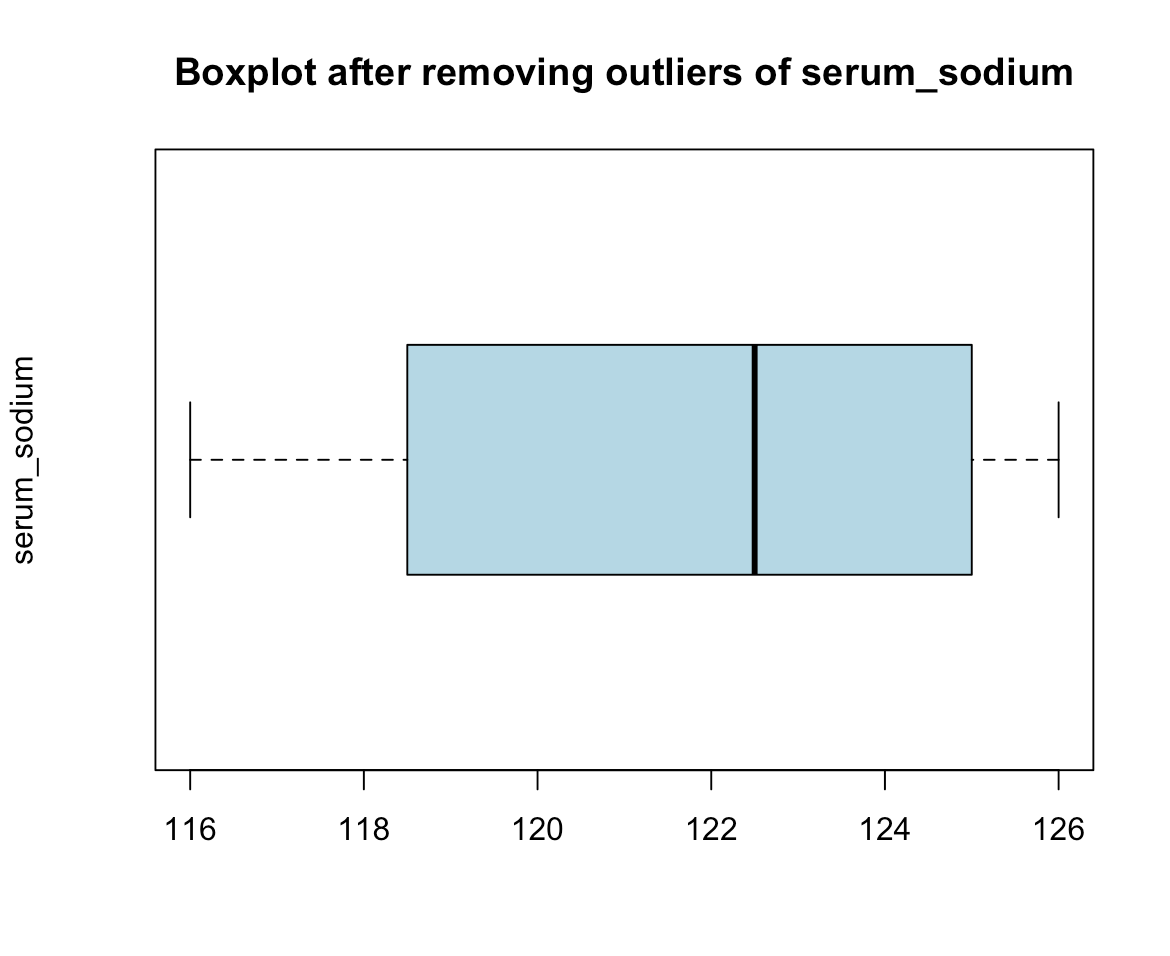 Boxplot after removing outliers of serum_sodium
serum_sodium
116 118 120 122 124 126